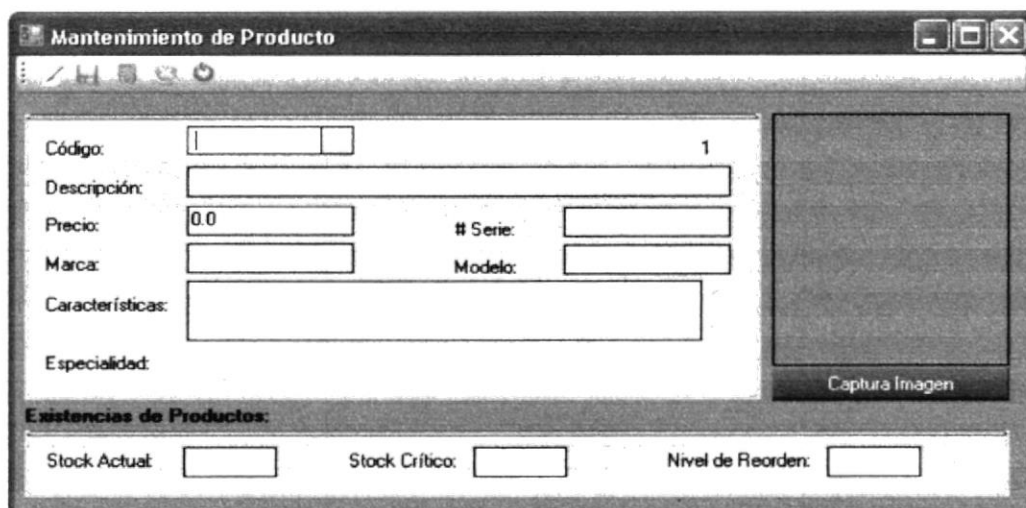 Mantenimiento de Producto
Código: 1
Descripción:
Precio: 0.0 # Serie:
Marca: Modelo:
Características:
Especialidad:
Captura Imagen
Existencias de Productos:
Stock Actual: Stock Crítico: Nivel de Reorden: